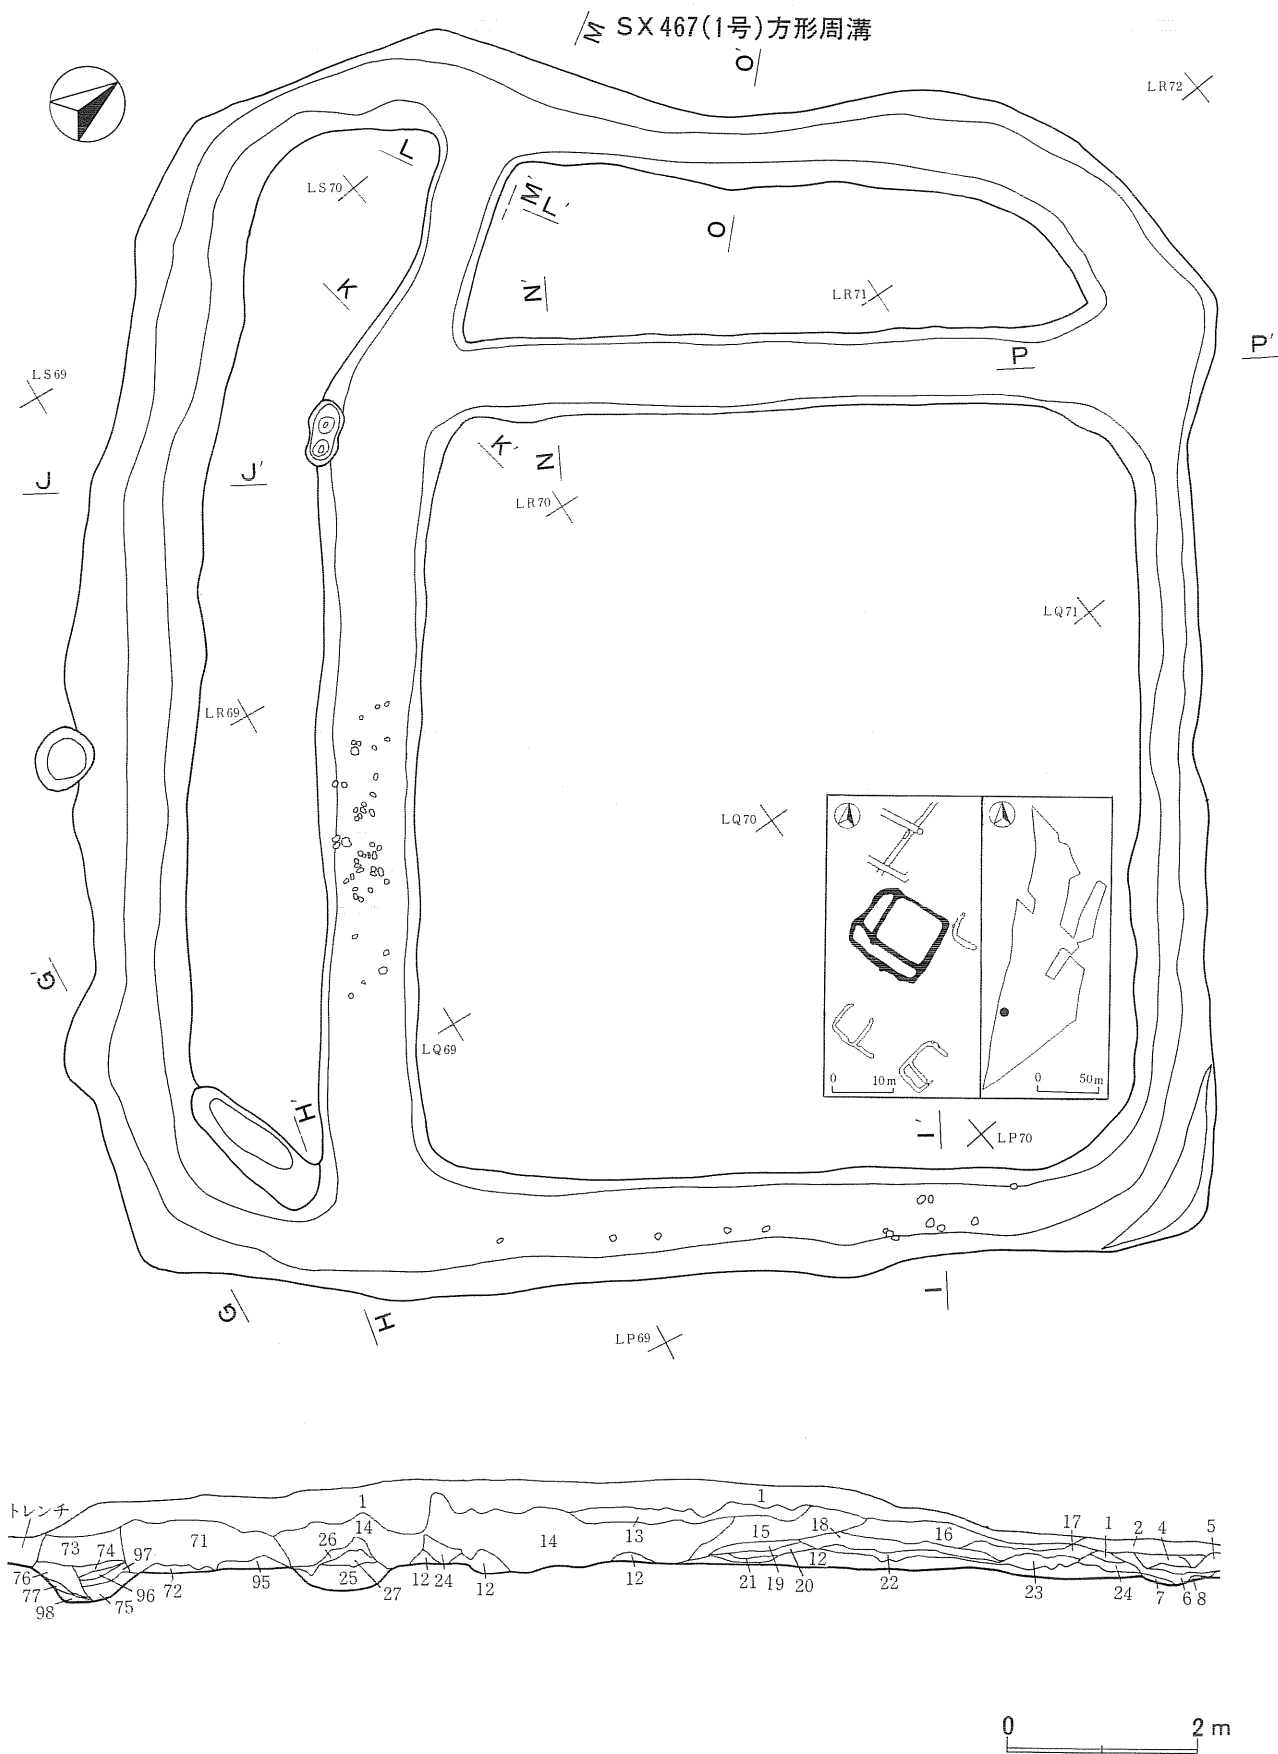 SX467(1号)方形周溝
M
O'
LR72
L
LS70
M'
L'
O
K
N'
LR71
P
P'
LS69
K'
N
J
J'
LR70
LQ71
LR69
LQ70
G'
LQ69
0 10m
0 50m
H'
I'
LP70
G
H
I
LP69
トレンチ
1
1
14
13
15
18
16
17
1
2
4
5
73
74
97
71
26
14
12
76
77
98
75
96
72
95
25
27
12
24
12
12
21
19
20
22
23
24
7
6
8
0 2m